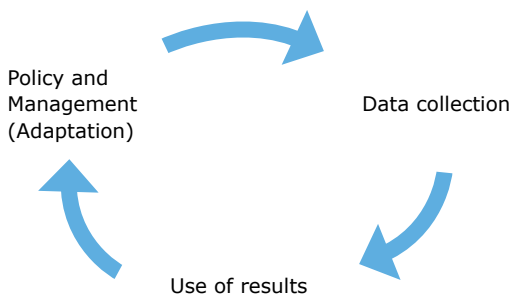 Policy and
Management
(Adaptation)
Data collection
Use of results